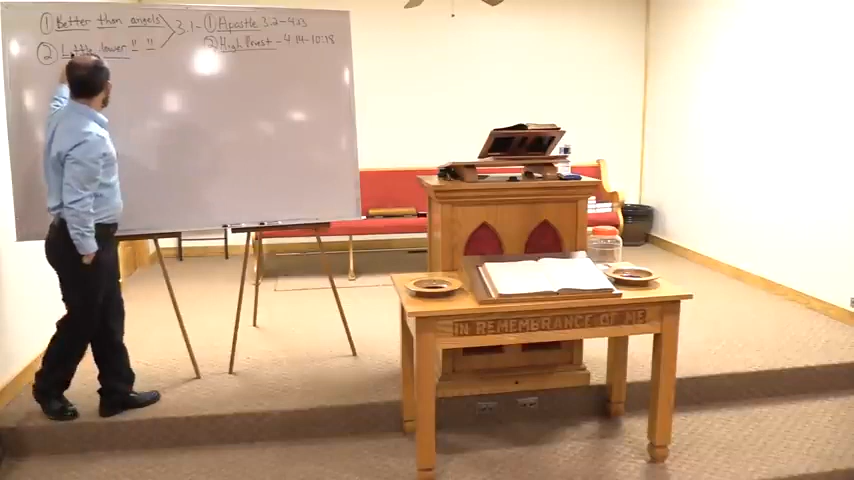 ① Better than angels 3.1- ① Apostle 3:2-4:13
② Little lower " " ② High Priest - 4:14-10:18
IN REMEMBRANCE OF ME